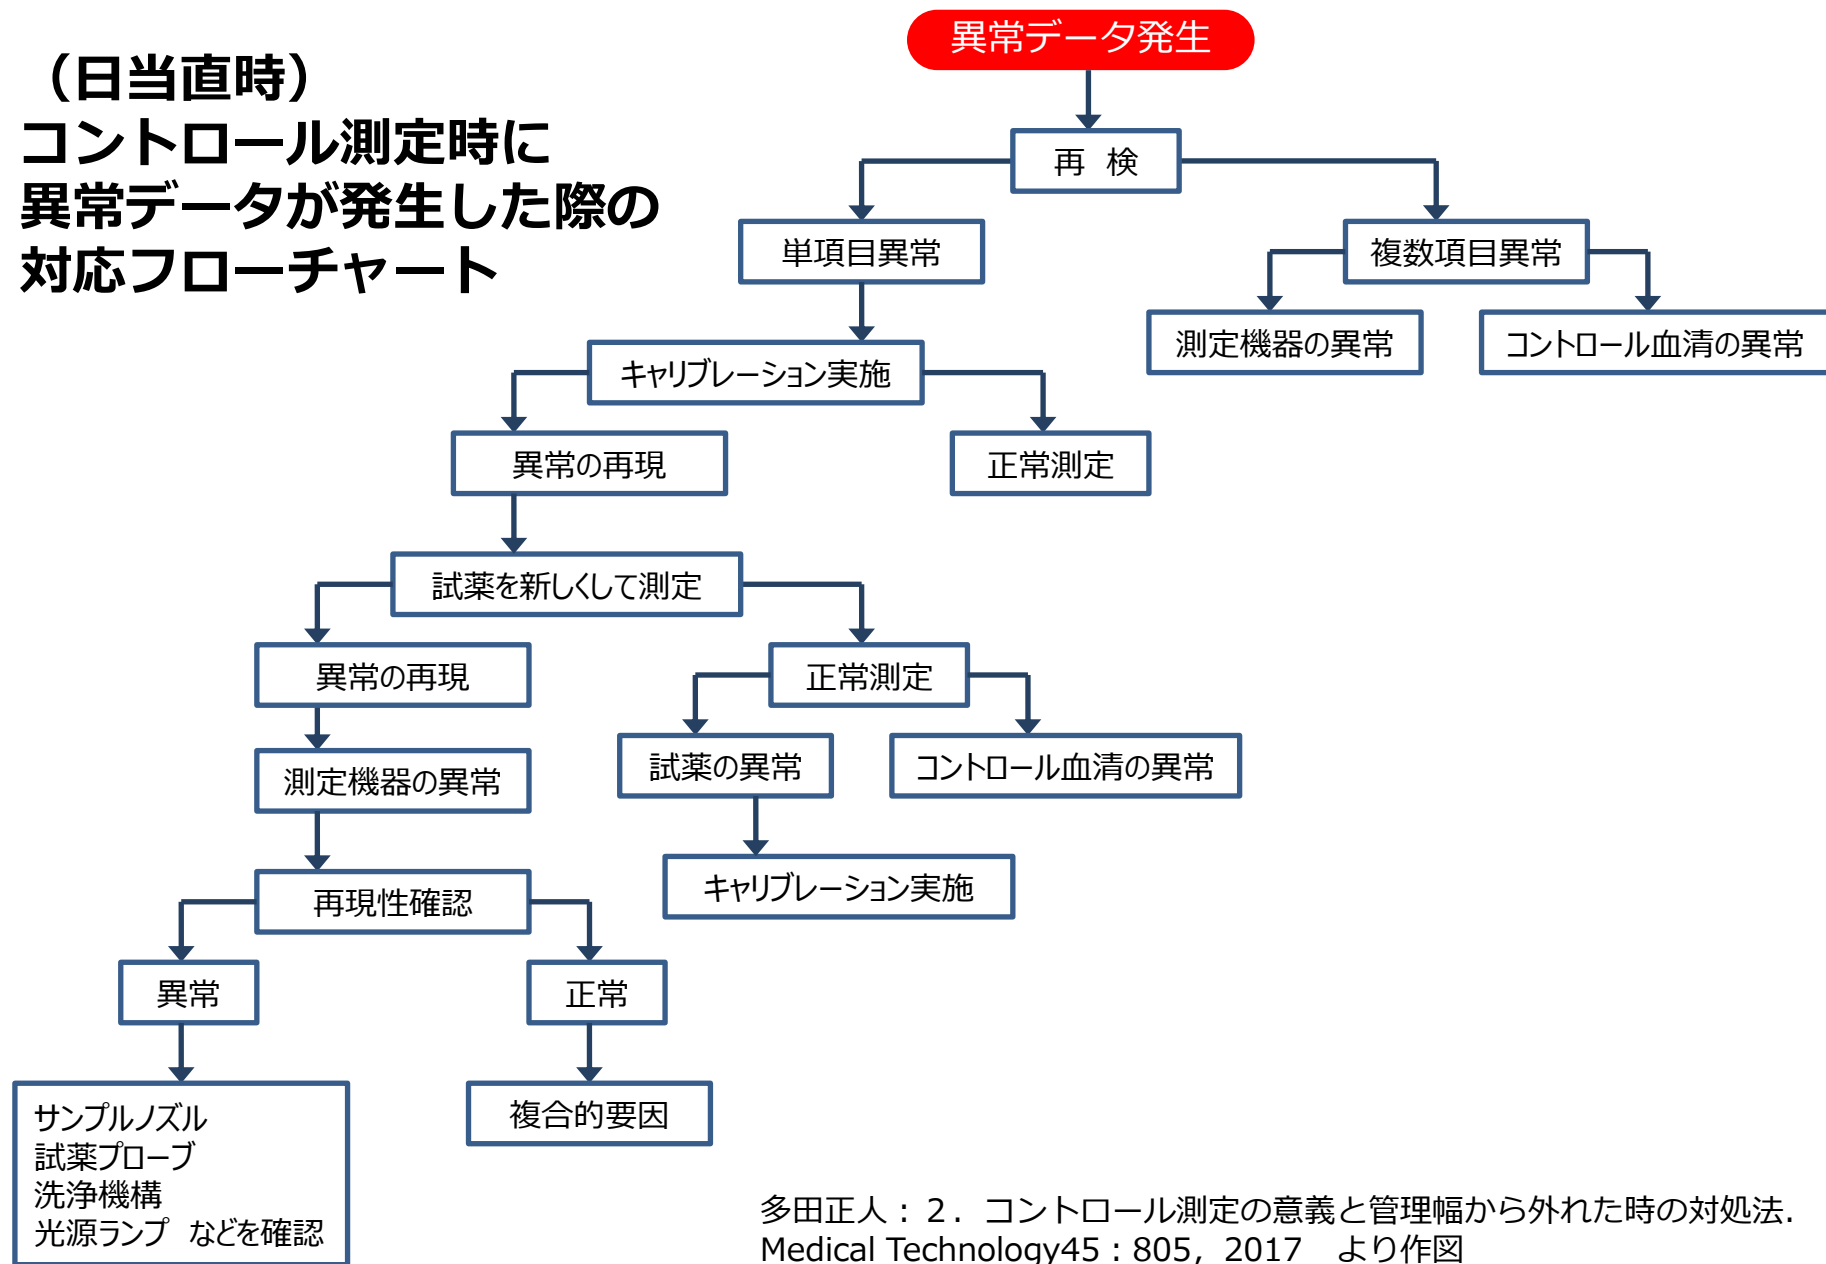 （日当直時）
コントロール測定時に
異常データが発生した際の
対応フローチャート
異常データ発生
再 検
単項目異常
複数項目異常
測定機器の異常
コントロール血清の異常
キャリブレーション実施
異常の再現
正常測定
試薬を新しくして測定
異常の再現
正常測定
測定機器の異常
試薬の異常
コントロール血清の異常
再現性確認
キャリブレーション実施
異常
正常
サンプルノズル
試薬プローブ
洗浄機構
光源ランプ などを確認
複合的要因
多田正人：２．コントロール測定の意義と管理幅から外れた時の対処法.
Medical Technology45：805，2017　より作図